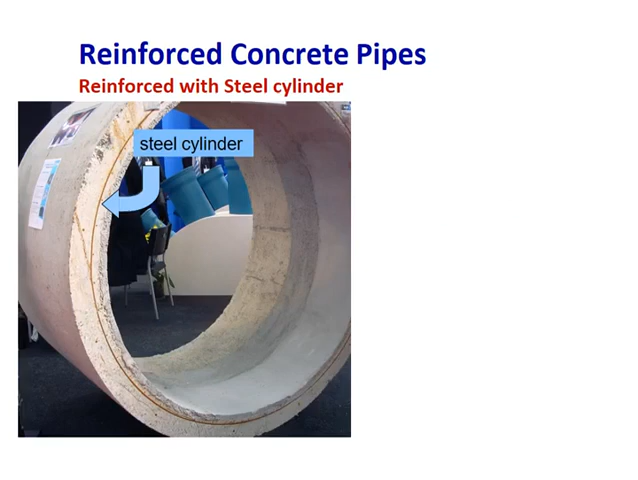 Reinforced Concrete Pipes
Reinforced with Steel cylinder
steel cylinder